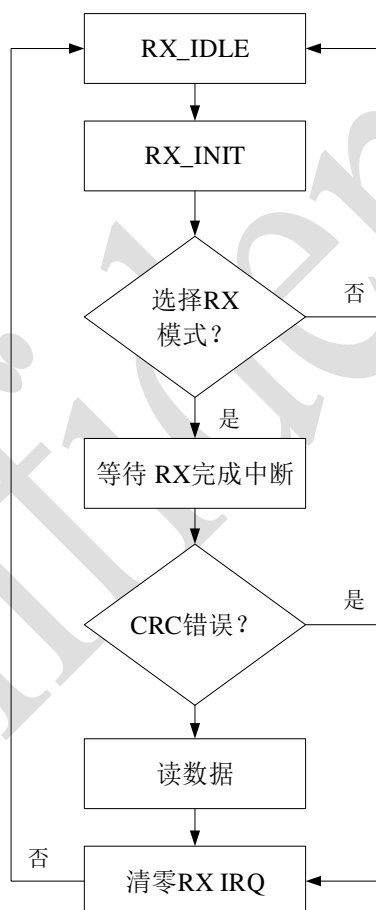 RX_IDLE
RX_INIT
选择RX
模式？
否
是
等待 RX完成中断
CRC错误？
是
读数据
否
清零RX IRQ